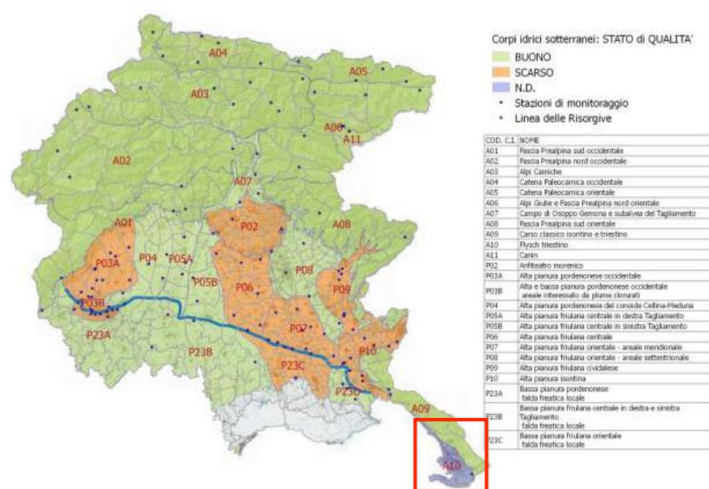 Corpi idrici sotterranei: STATO di QUALITA'
BUONO
SCARSO
N.D.
Stazioni di monitoraggio
Linea delle Risorgive
COD. C.I. NOME
A01 Fascia Prealpina sud occidentale
A02 Fascia Prealpina nord occidentale
A03 Alpi Carniche
A04 Catena Paleocarnica occidentale
A05 Catena Paleocarnica orientale
A06 Alpi Giulie e Fascia Prealpina nord orientale
A07 Campo di Osoppo Gemona e subalvea del Tagliamento
A08 Fascia Prealpina sud orientale
A09 Carso classico isontino e triestino
A10 Flysch triestino
A11 Canin
P02 Anfiteatro morenico
P03A Alta pianura pordenonese occidentale
P03B Alta e bassa pianura pordenonese occidentale
areale interessato da plume clorurati
P04 Alta pianura pordenonese del conoide Cellina-Meduna
P05A Alta pianura friulana centrale in destra Tagliamento
P05B Alta pianura friulana centrale in sinistra Tagliamento
P06 Alta pianura friulana centrale
P07 Alta pianura friulana orientale - areale meridionale
P08 Alta pianura friulana orientale - areale settentrionale
P09 Alta pianura friulana cividalese
P10 Alta pianura isontina
P23A Bassa pianura pordenonese
falda freatica locale
P23B Bassa pianura friulana centrale in destra e sinistra
Tagliamento
falda freatica locale
P23C Bassa pianura friulana orientale
falda freatica locale
A04
A05
A03
A06
A11
A02
A07
A01
P02
A08
P03A
P04
P05A
P08
P05B
P06
P09
P03B
P23A
P07
P23B
P10
P23C
P23D
A09
A10